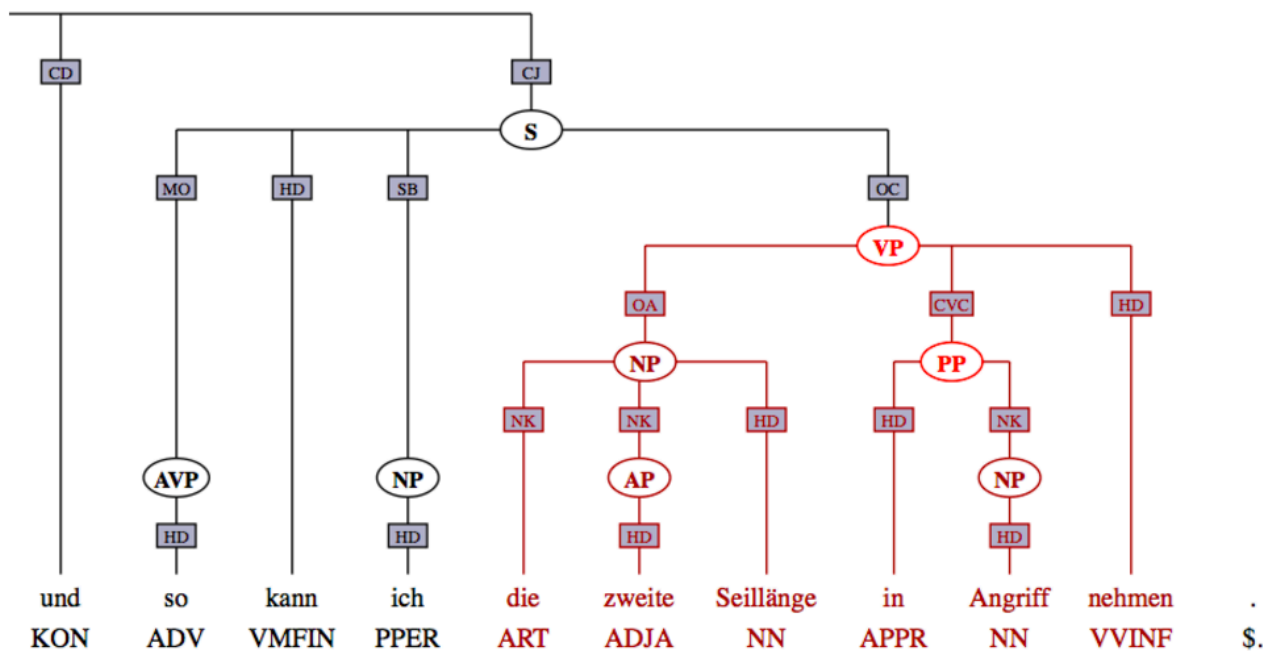 CD CJ
S
MO HD SB OC
VP
OA CVC HD
NP PP
NK NK HD HD NK
AVP NP AP NP
HD HD HD HD
und so kann ich die zweite Seillänge in Angriff nehmen .
KON ADV VMFIN PPER ART ADJA NN APPR NN VVINF $.